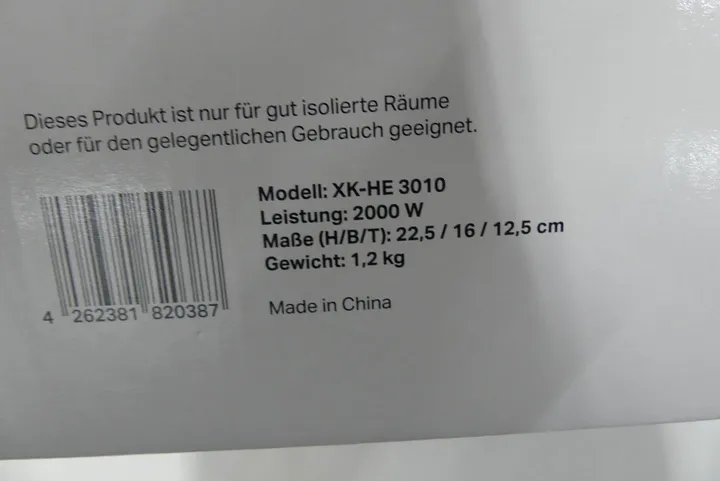 Dieses Produkt ist nur für gut isolierte Räume
oder für den gelegentlichen Gebrauch geeignet.
Modell: XK-HE 3010
Leistung: 2000 W
Maße (H/B/T): 22,5 / 16 / 12,5 cm
Gewicht: 1,2 kg
Made in China
4 262381 820387